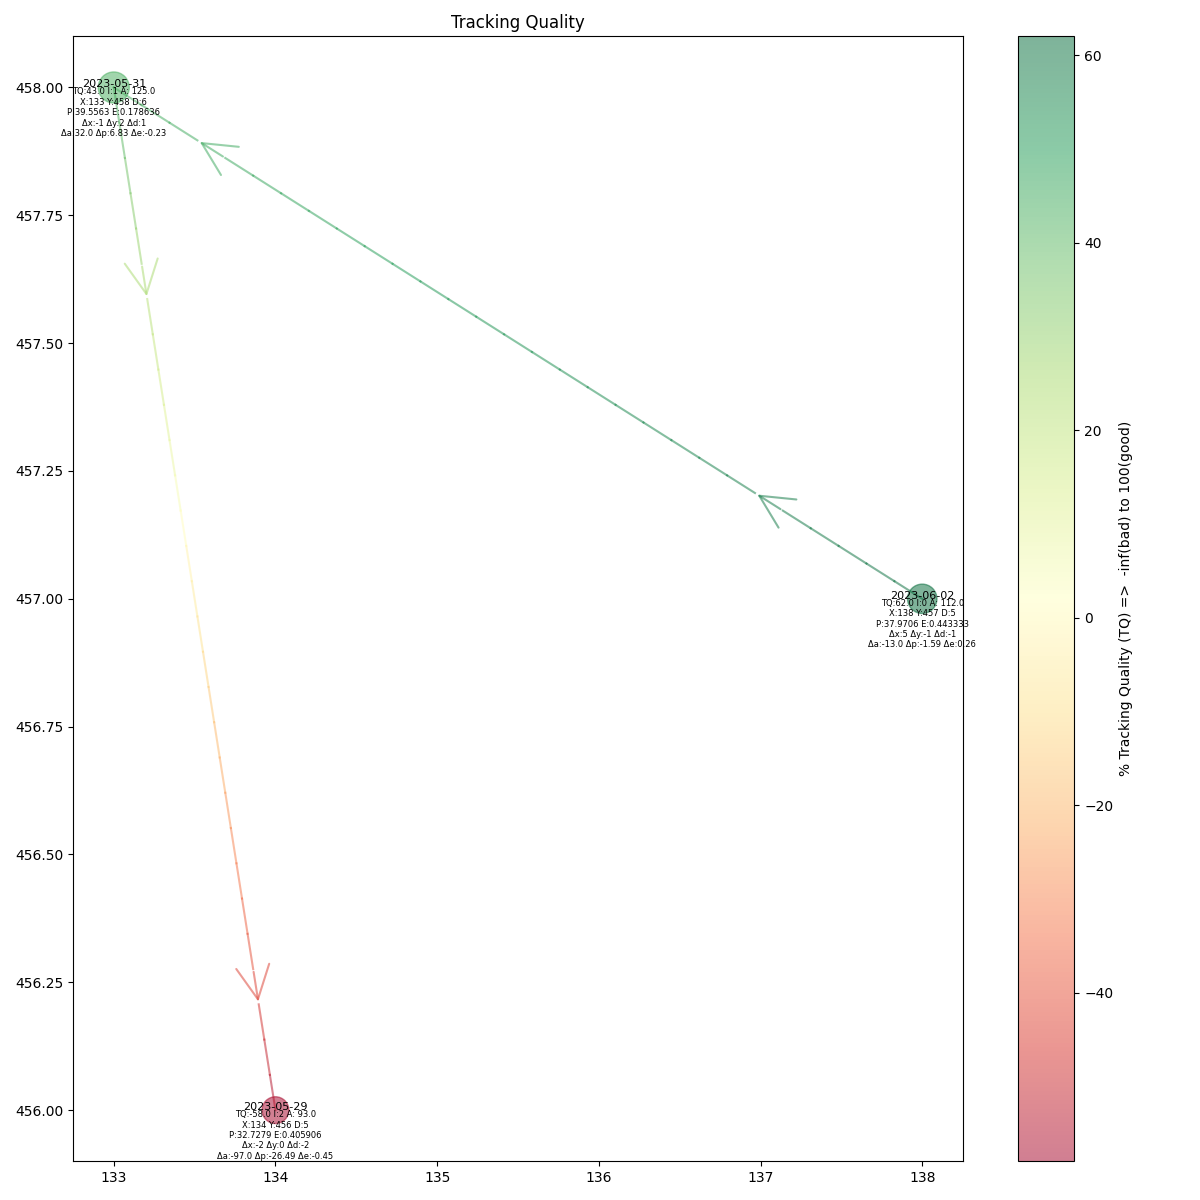 Tracking Quality
458.00
457.75
457.50
457.25
457.00
456.75
456.50
456.25
456.00
2023-05-31
TQ:43.0 I:1 A: 125.0
X:133 Y:458 D:6
P:39.5563 E:0.178636
Δx:-1 Δy:2 Δd:1
Δa:32.0 Δp:6.83 Δe:-0.23
2023-06-02
TQ:62.0 I:0 A: 112.0
X:138 Y:457 D:5
P:37.9706 E:0.443333
Δx:5 Δy:-1 Δd:-1
Δa:-13.0 Δp:-1.59 Δe:0.26
2023-05-29
TQ:-58.0 I:2 A: 93.0
X:134 Y:456 D:5
P:32.7279 E:0.405906
Δx:-2 Δy:0 Δd:-2
Δa:-97.0 Δp:-26.49 Δe:-0.45
133 134 135 136 137 138
60
40
20
0
−20
−40
% Tracking Quality (TQ) => -inf(bad) to 100(good)